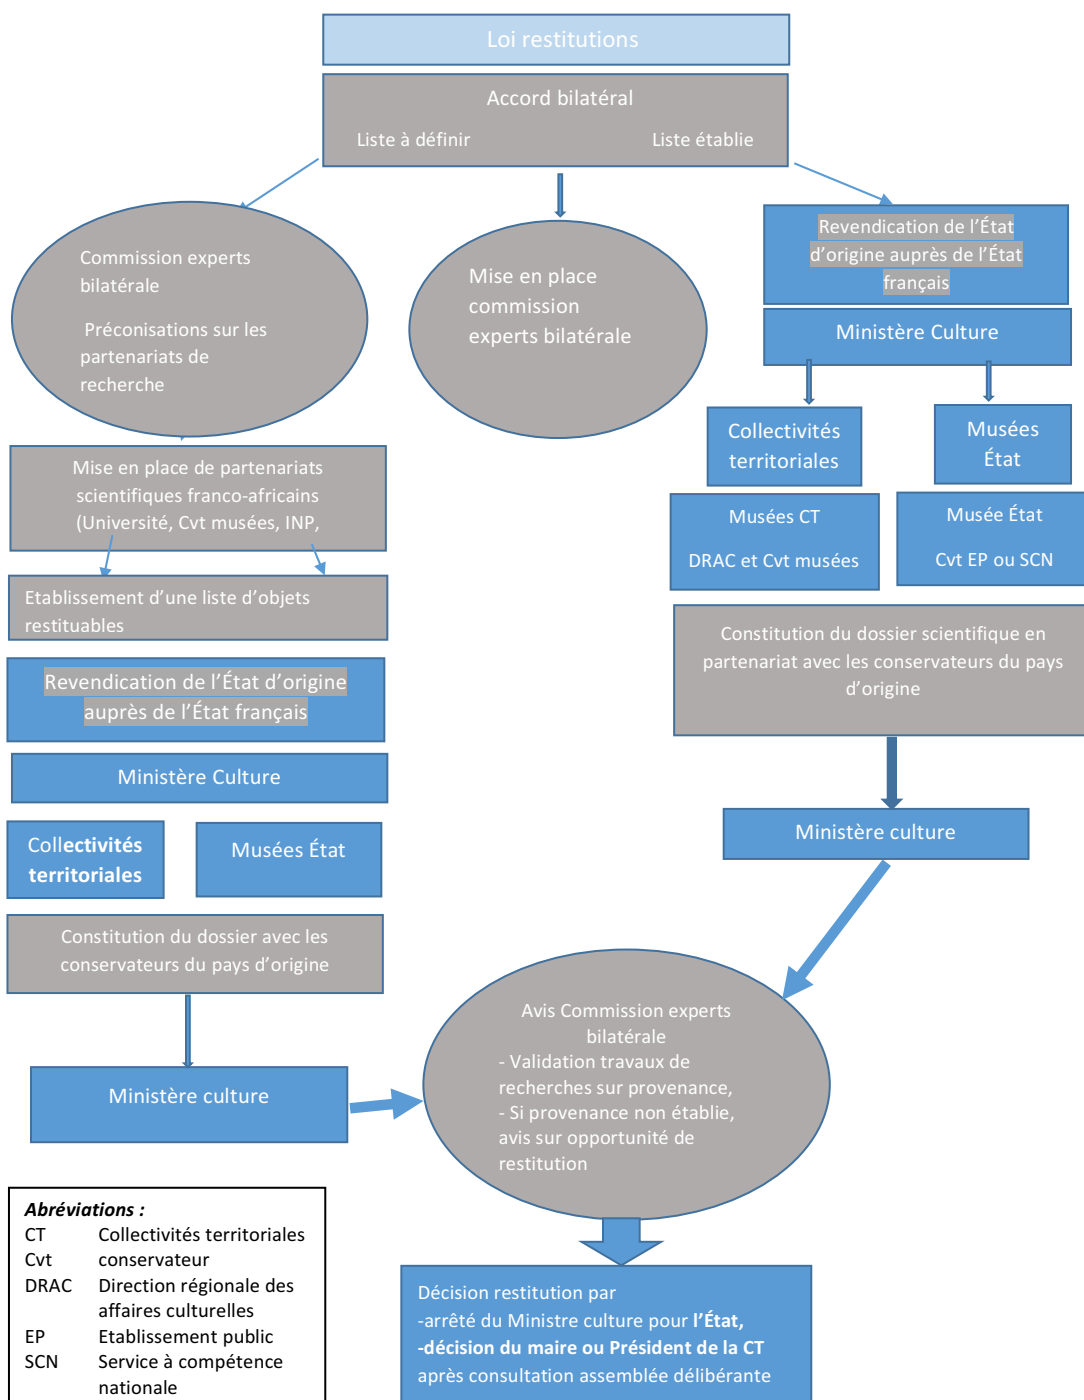 Loi restitutions
Accord bilatéral
Liste à définir Liste établie
Commission experts
bilatérale
Préconisations sur les
partenariats de
recherche
Mise en place
commission
experts bilatérale
Revendication de l'État
d'origine auprès de l'État
français
Ministère Culture
Collectivités
territoriales
Musées
État
Musées CT
DRAC et Cvt musées
Musée État
Cvt EP ou SCN
Constitution du dossier scientifique en
partenariat avec les conservateurs du pays
d'origine
Ministère culture
Mise en place de partenariats
scientifiques franco-africains
(Université, Cvt musées, INP,
Etablissement d'une liste d'objets
restituables
Revendication de l'État d'origine
auprès de l'État français
Ministère Culture
Collectivités
territoriales
Musées État
Constitution du dossier avec les
conservateurs du pays d'origine
Ministère culture
Avis Commission experts
bilatérale
- Validation travaux de
recherches sur provenance,
- Si provenance non établie,
avis sur opportunité de
restitution
Décision restitution par
-arrêté du Ministre culture pour l'État,
-décision du maire ou Président de la CT
après consultation assemblée délibérante
Abréviations :
CT Collectivités territoriales
Cvt conservateur
DRAC Direction régionale des
affaires culturelles
EP Etablissement public
SCN Service à compétence
nationale